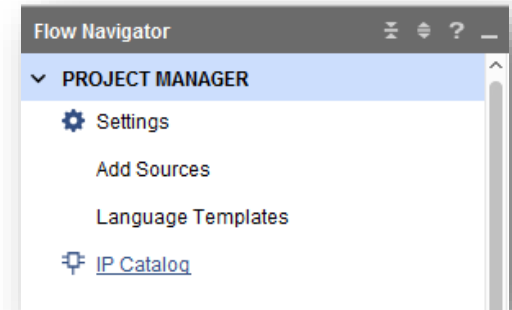 Flow Navigator ?
PROJECT MANAGER
Settings
Add Sources
Language Templates
IP Catalog